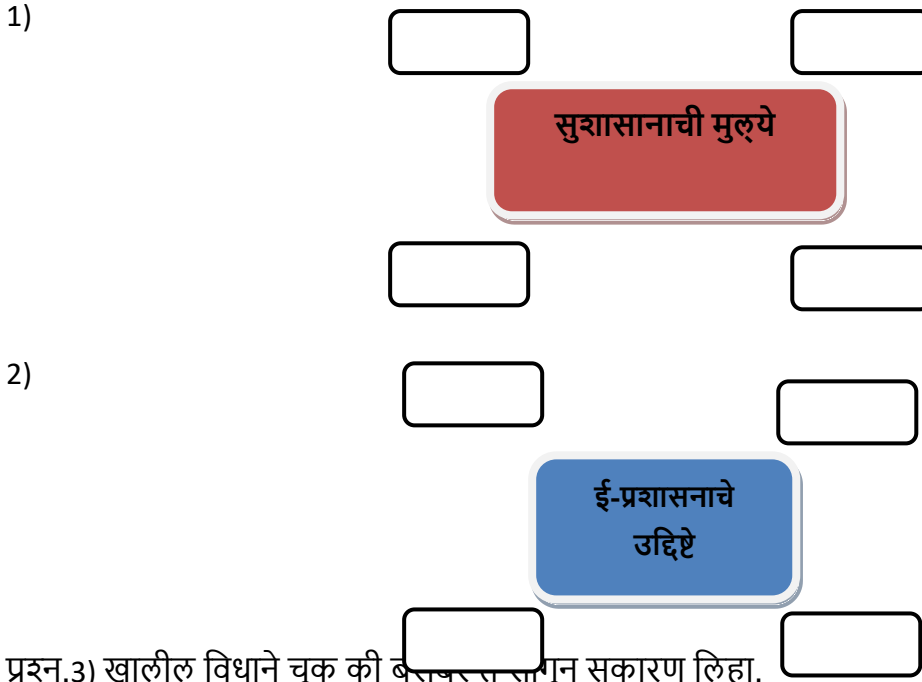 1)
सुशासानाची मुल्ये
2)
ई-प्रशासनाचे
उद्दिष्टे
प्रश्न.3) खालील विधाने चूक की सकारण लिहा.